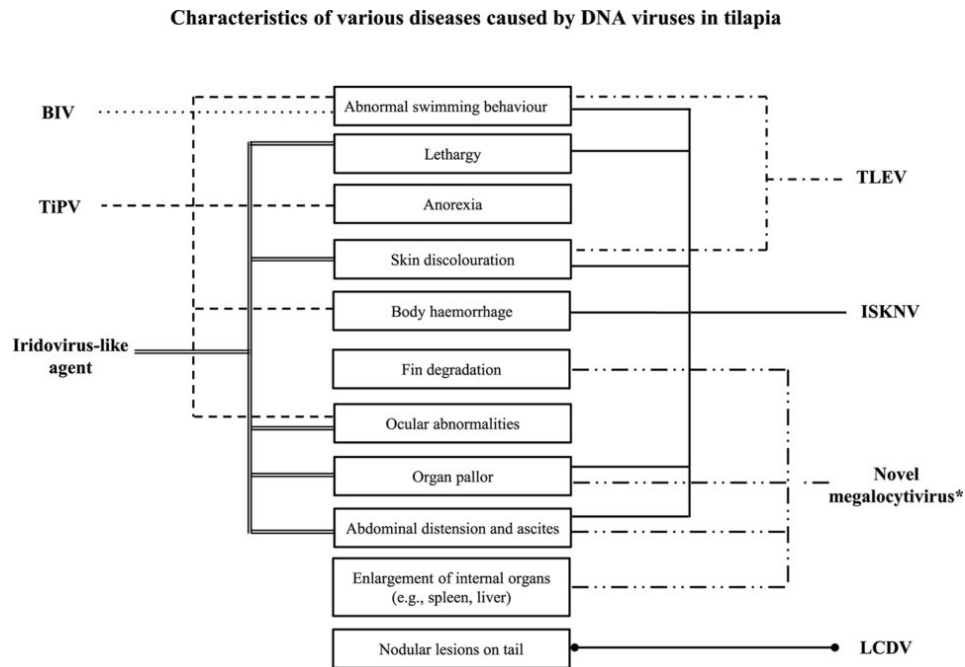 Characteristics of various diseases caused by DNA viruses in tilapia
BIV
TiPV
Iridovirus-like
agent
Abnormal swimming behaviour
Lethargy
Anorexia
Skin discolouration
Body haemorrhage
Fin degradation
Ocular abnormalities
Organ pallor
Abdominal distension and ascites
Enlargement of internal organs
(e.g., spleen, liver)
Nodular lesions on tail
TLEV
ISKNV
Novel
megalocytivirus*
LCDV